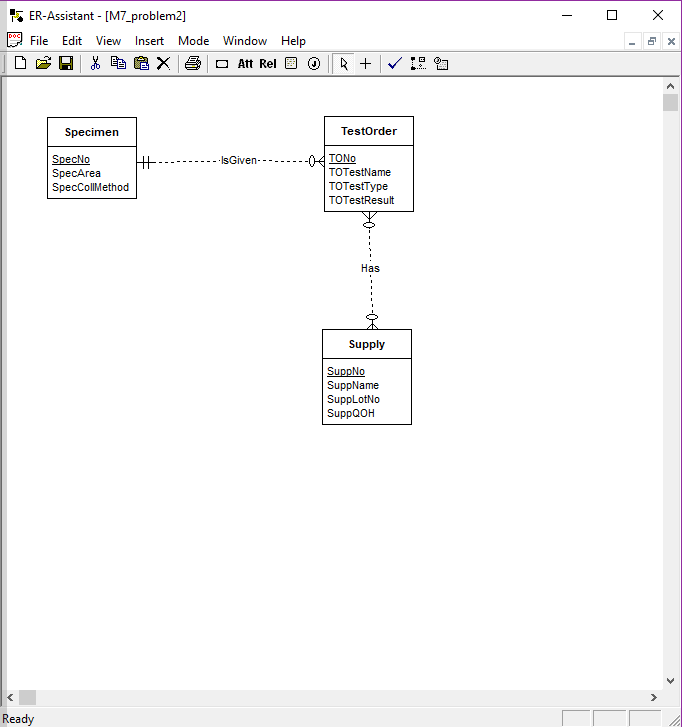 ER-Assistant - [M7_problem2]
File Edit View Insert Mode Window Help
Att Rel J
Specimen
SpecNo
SpecArea
SpecCollMethod
IsGiven
TestOrder
TONo
TOTestName
TOTestType
TOTestResult
Has
Supply
SuppNo
SuppName
SuppLotNo
SuppQOH
Ready